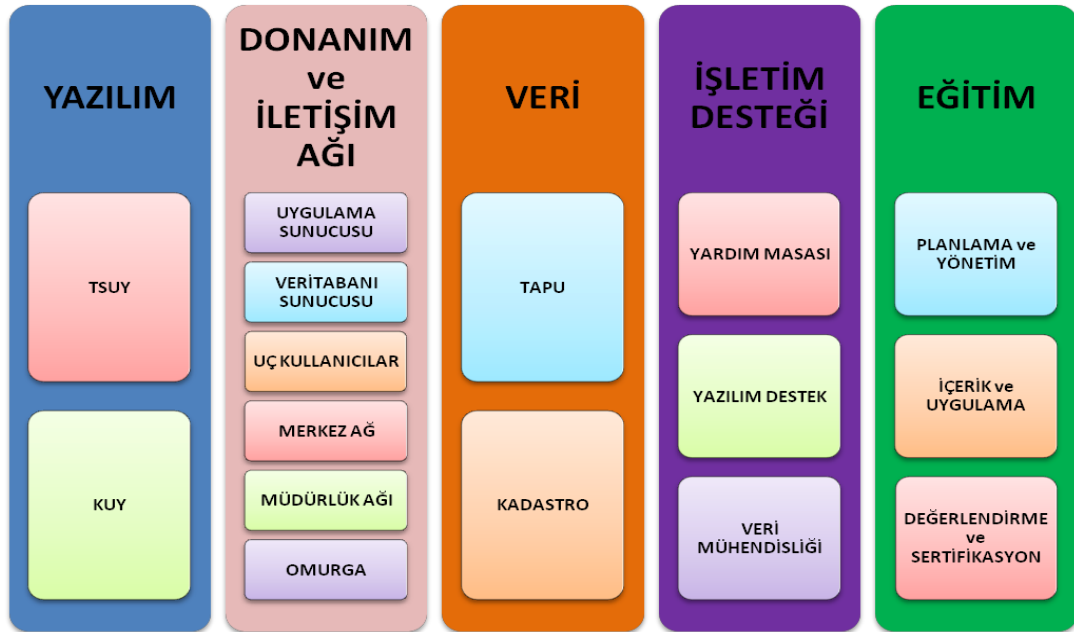 YAZILIM
TSUY
KUY
DONANIM
ve
İLETİŞİM
AĞI
UYGULAMA
SUNUCUSU
VERİTABANI
SUNUCUSU
UÇ KULLANICILAR
MERKEZ AĞ
MÜDÜRLÜK AĞI
OMURGA
VERİ
TAPU
KADASTRO
İŞLETİM
DESTEĞİ
YARDIM MASASI
YAZILIM DESTEK
VERİ
MÜHENDİSLİĞİ
EĞİTİM
PLANLAMA ve
YÖNETİM
İÇERİK ve
UYGULAMA
DEĞERLENDİRME
ve
SERTİFİKASYON